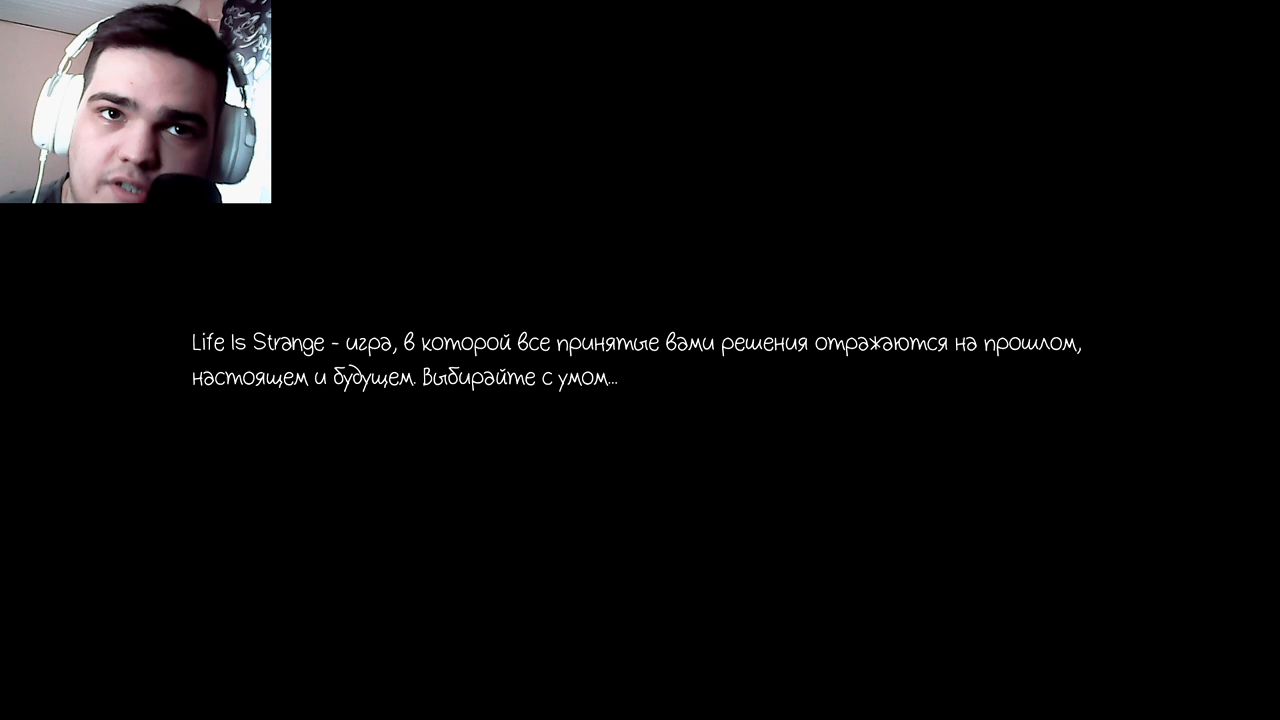 Life Is Strange - игра, в которой все принятые вами решения отражаются на прошлом,
настоящем и будущем. Выбирайте с умом...